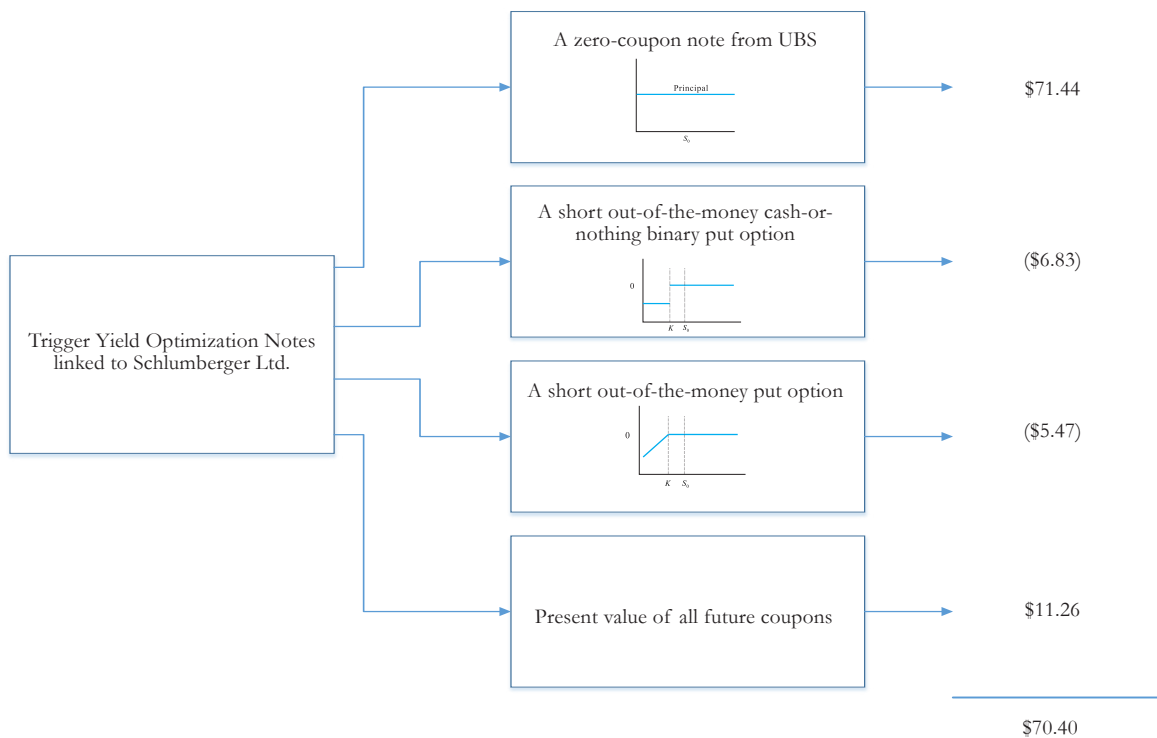 A zero-coupon note from UBS
Principal
S₀
$71.44
A short out-of-the-money cash-or-
nothing binary put option
0
K S₀
($6.83)
Trigger Yield Optimization Notes
linked to Schlumberger Ltd.
A short out-of-the-money put option
0
K S₀
($5.47)
Present value of all future coupons
$11.26
$70.40